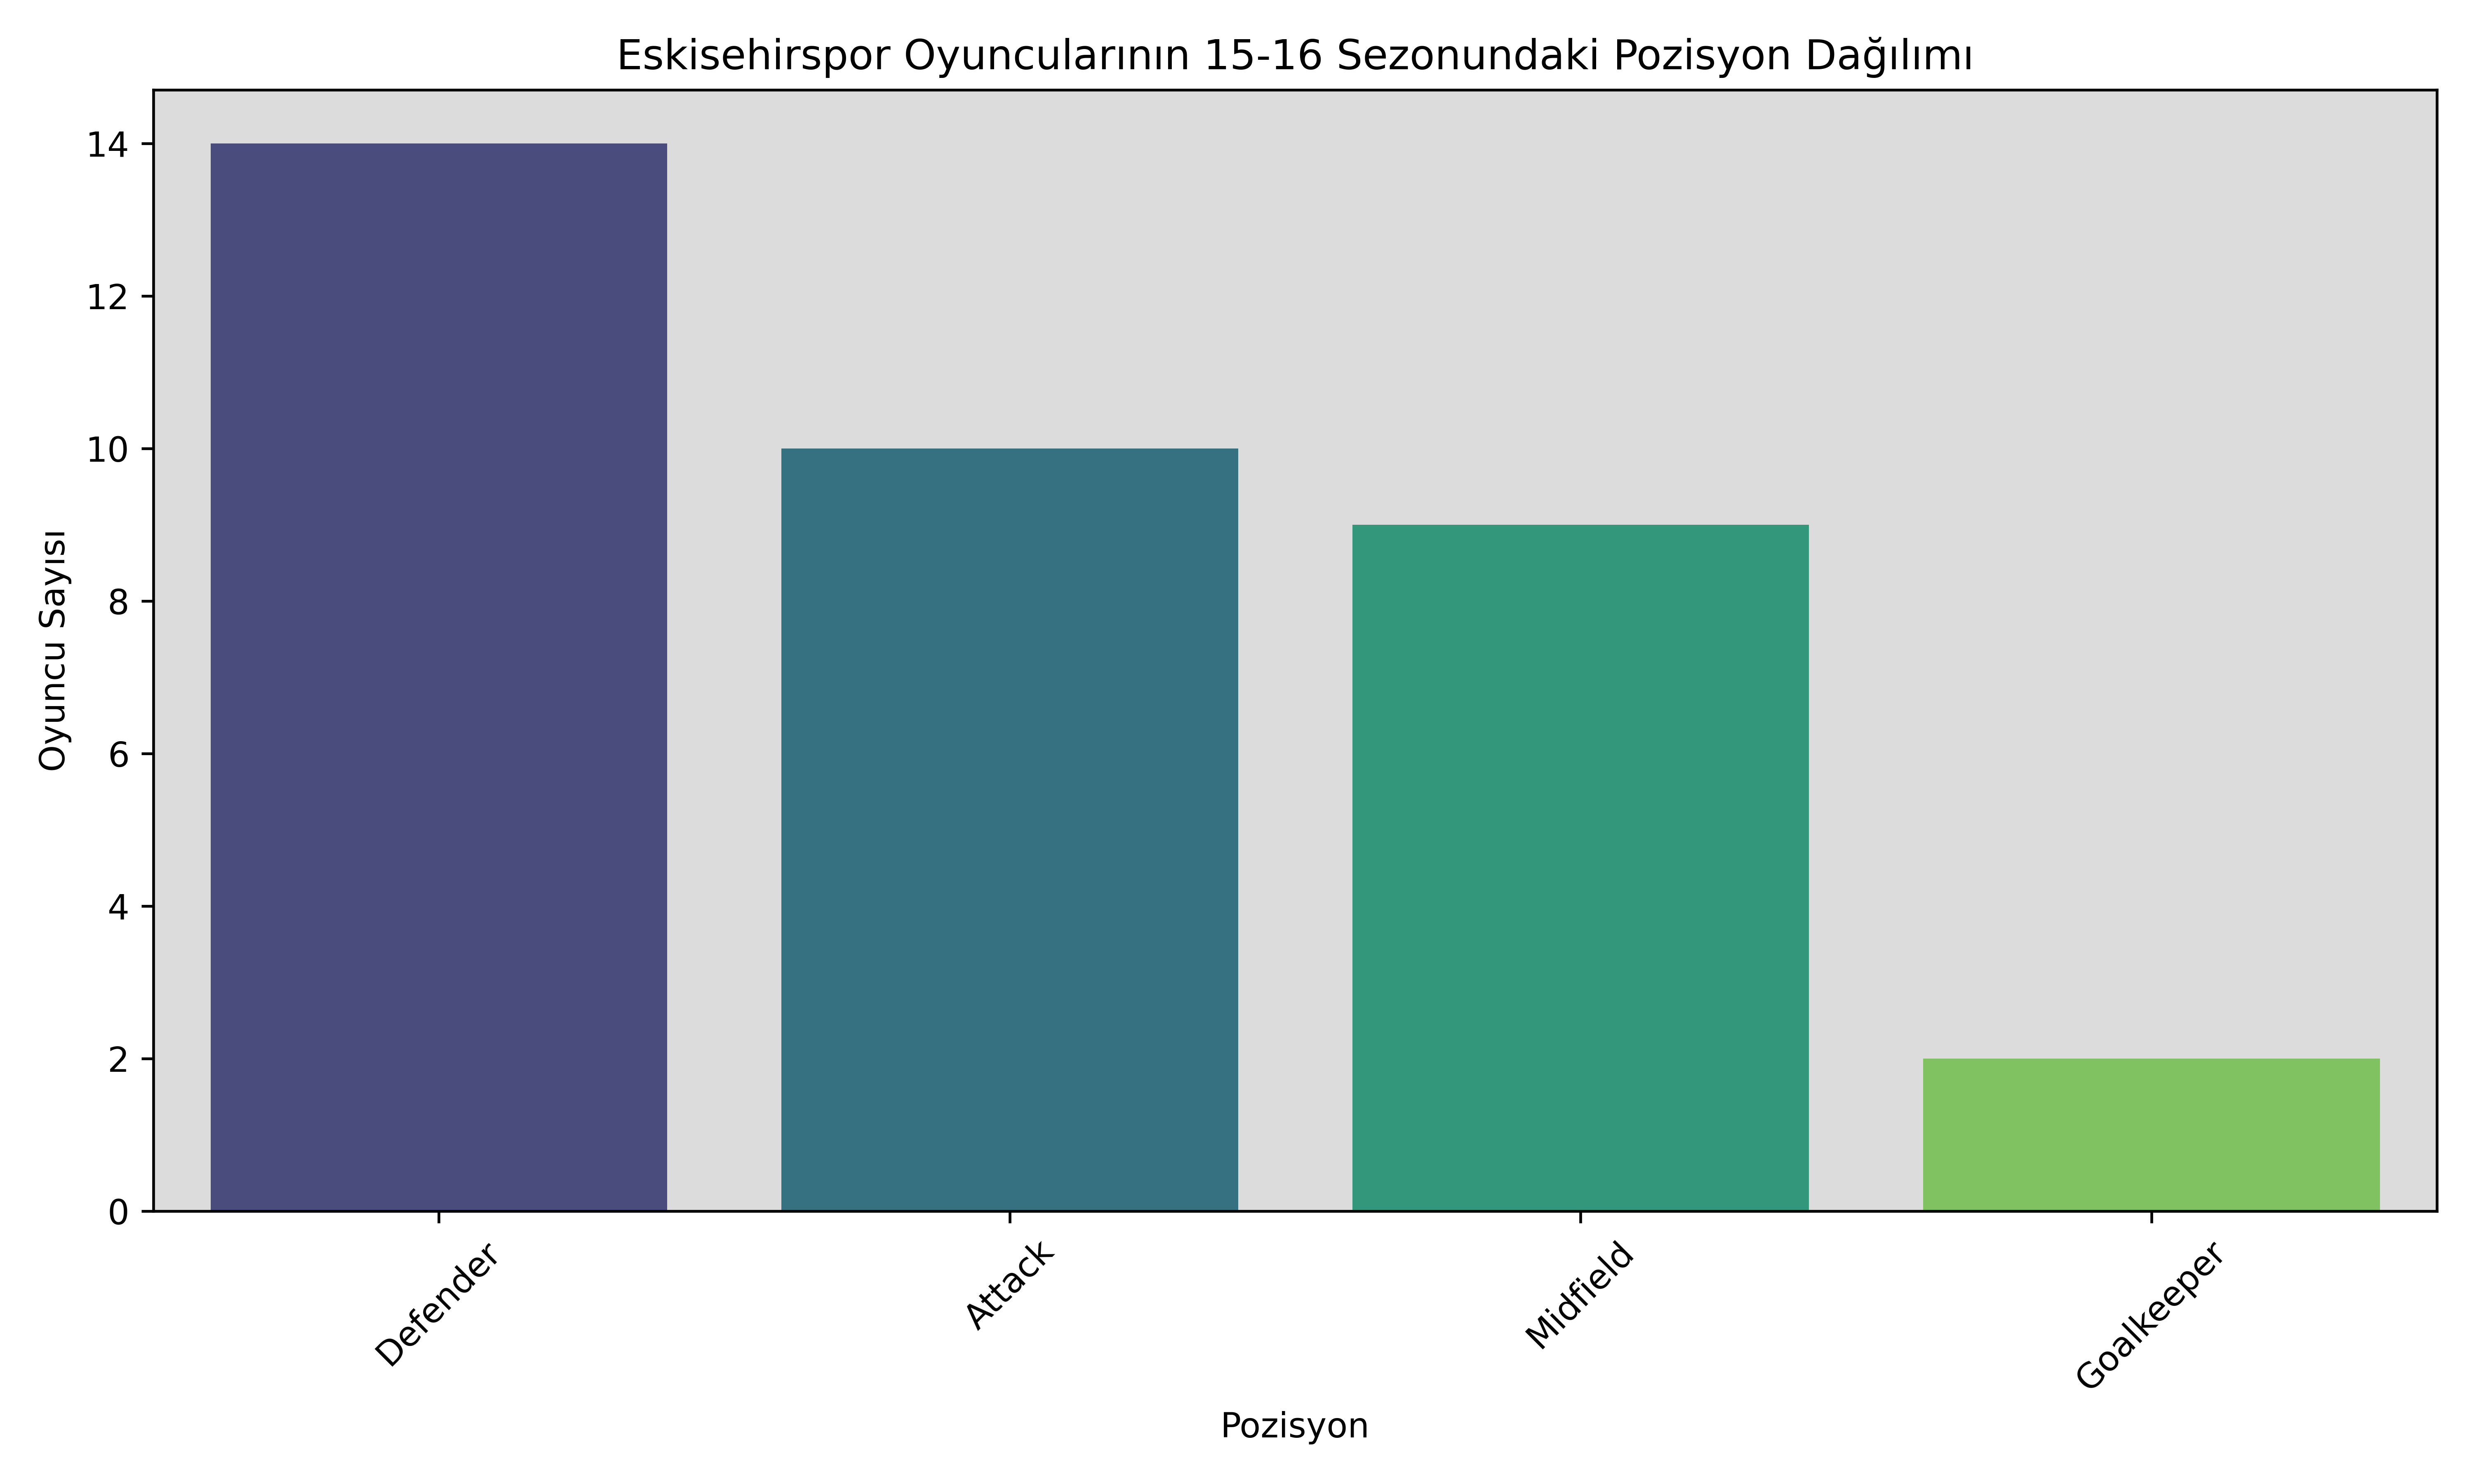 Eskisehirspor Oyuncularının 15-16 Sezonundaki Pozisyon Dağılımı
Oyuncu Sayısı
14
12
10
8
6
4
2
0
Defender
Attack
Midfield
Goalkeeper
Pozisyon